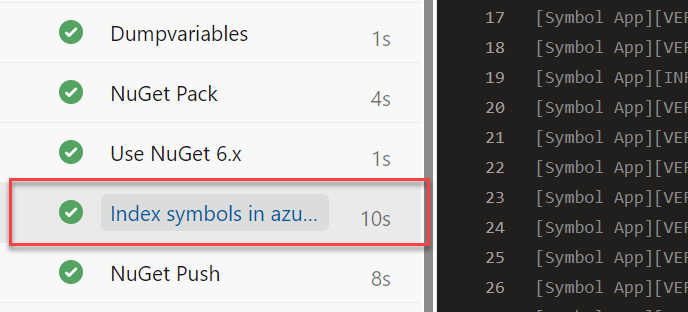 Dumpvariables 1s
NuGet Pack 4s
Use NuGet 6.x 1s
Index symbols in azu... 10s
NuGet Push 8s
17 [Symbol App][VER
18 [Symbol App][VER
19 [Symbol App][INF
20 [Symbol App][VER
21 [Symbol App][VER
22 [Symbol App][VER
23 [Symbol App][VER
24 [Symbol App][VER
25 [Symbol App][VER
26 [Symbol App][VER